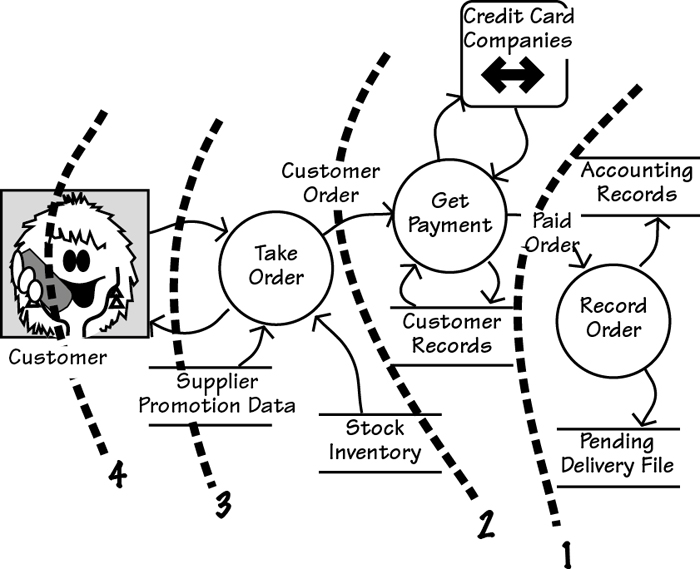 Credit Card
Companies
Customer
Order
Get
Payment
Accounting
Records
Paid
Order
Take
Order
Record
Order
Customer
Records
Customer
Supplier
Promotion Data
Stock
Inventory
Pending
Delivery File
4
3
2
1